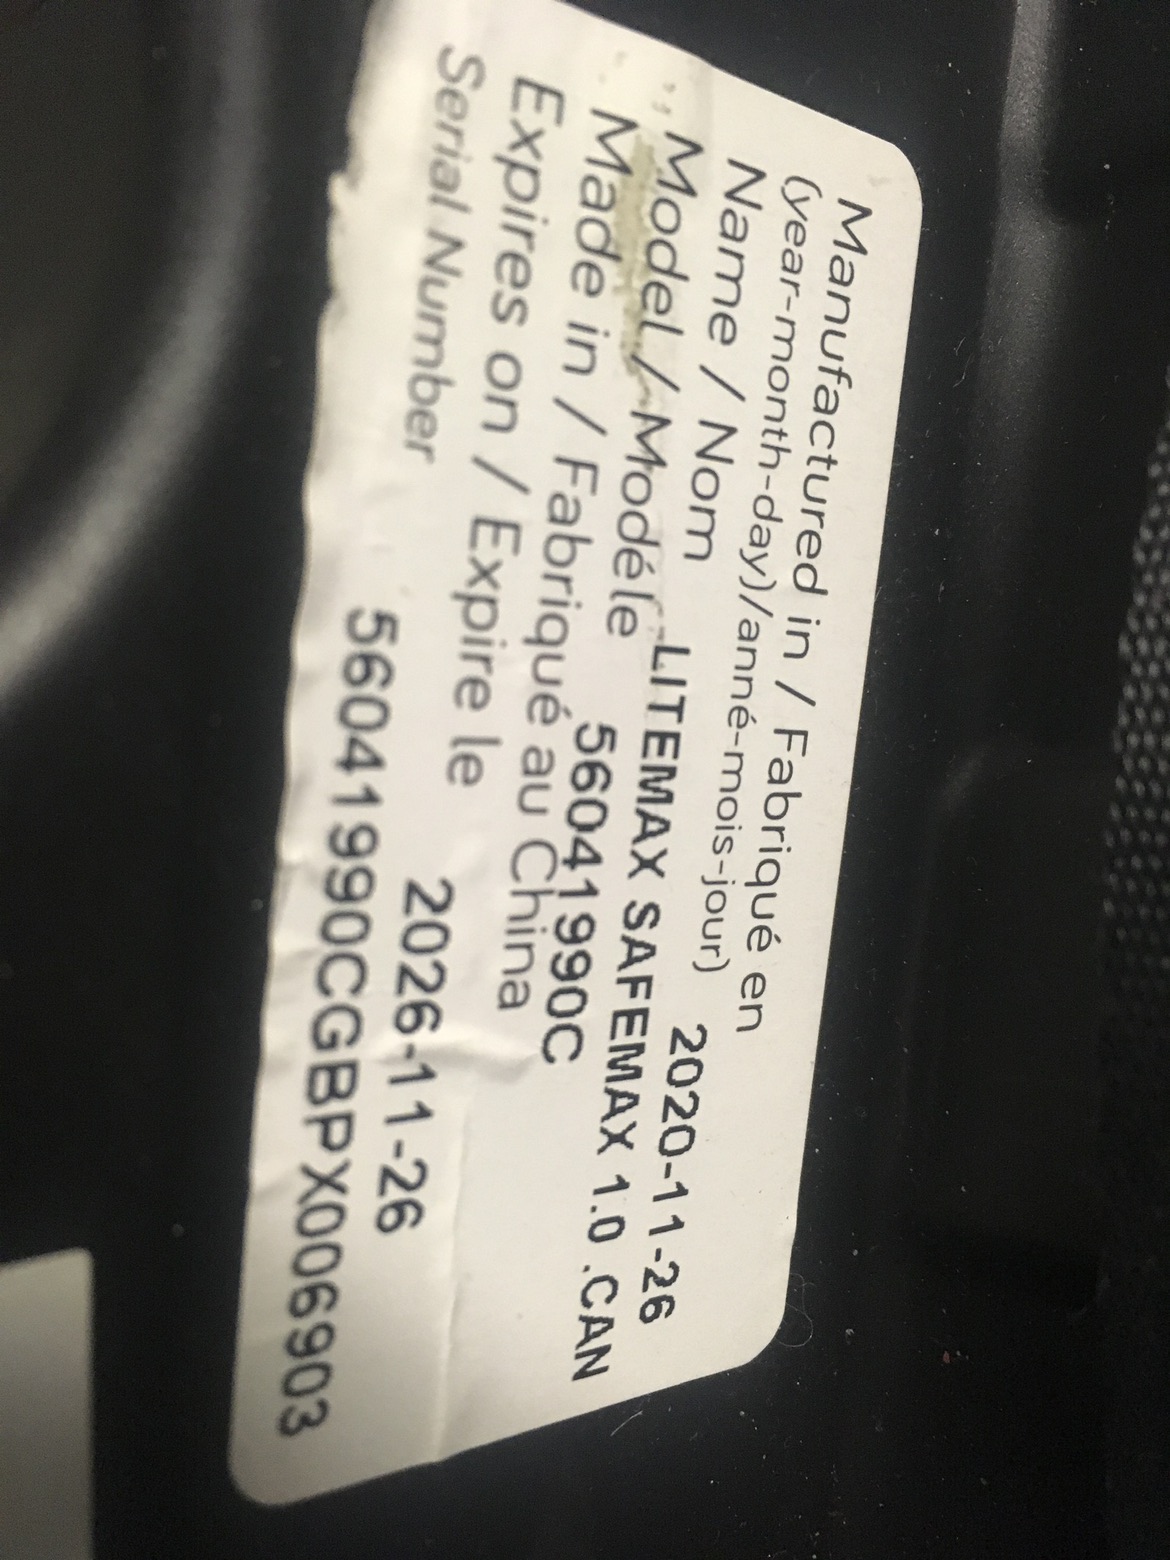 Manufactured in / Fabriqué en
(year-month-day)/anné-mois-jour) 2020-11-26
Name / Nom LITEMAX SAFEMAX 1.0 .CAN
Model / Modéle 56041990C
Made in / Fabriqué au China
Expires on / Expire le 2026-11-26
Serial Number 56041990CGBPX006903